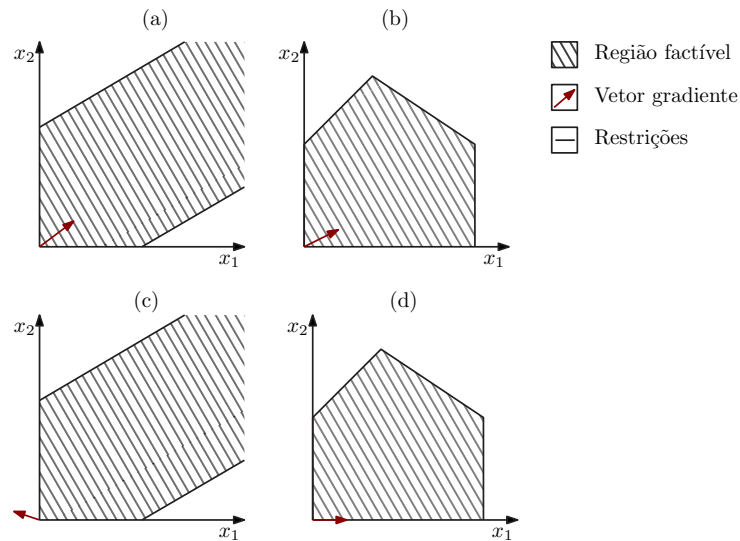 (a)
(b)
x₂
x₂
x₁
x₁
Região factível
Vetor gradiente
Restrições
(c)
(d)
x₂
x₂
x₁
x₁